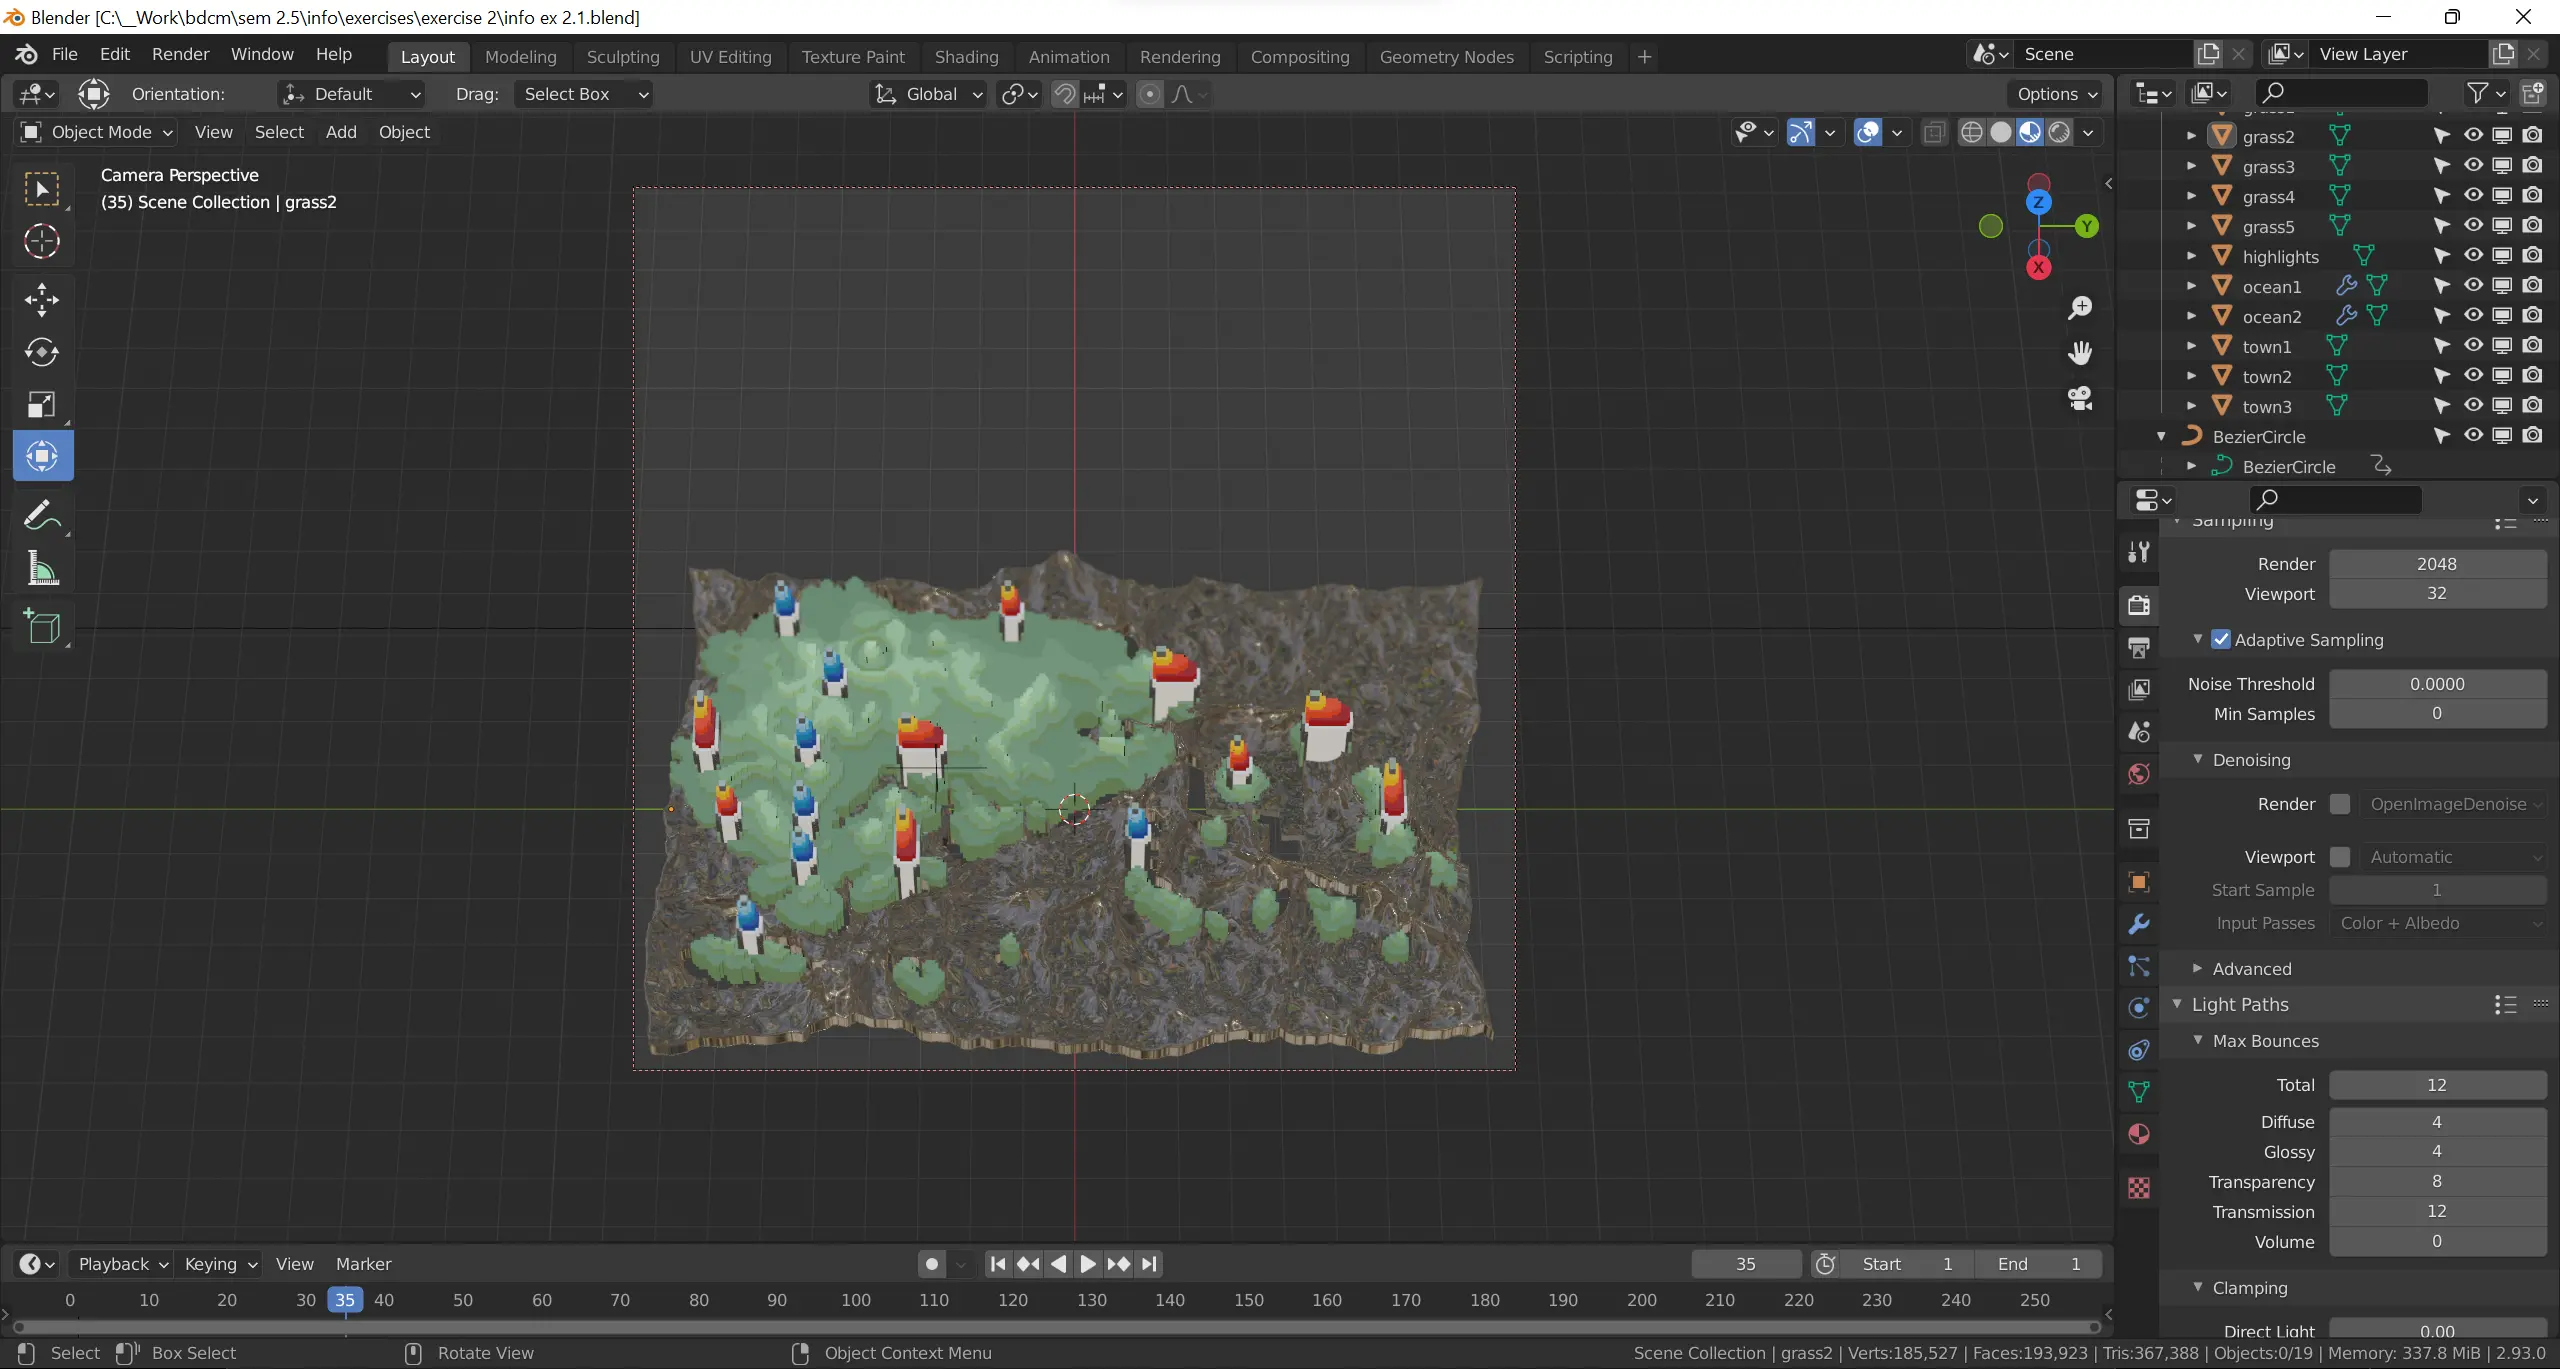 Blender [C:\__Work\bdcm\sem 2.5\info\exercises\exercise 2\info ex 2.1.blend]
File Edit Render Window Help Layout Modeling Sculpting UV Editing Texture Paint Shading Animation Rendering Compositing Geometry Nodes Scripting + Scene View Layer
Orientation: Default Drag: Select Box Global Options
Object Mode View Select Add Object
Camera Perspective
(35) Scene Collection | grass2
Z
Y
X
grass2
grass3
grass4
grass5
highlights
ocean1
ocean2
town1
town2
town3
BezierCircle
BezierCircle
Sampling
Render 2048
Viewport 32
Adaptive Sampling
Noise Threshold 0.0000
Min Samples 0
Denoising
Render OpenImageDenoise
Viewport Automatic
Start Sample 1
Input Passes Color + Albedo
Advanced
Light Paths
Max Bounces
Total 12
Diffuse 4
Glossy 4
Transparency 8
Transmission 12
Volume 0
Clamping
Direct Light 0.00
Playback Keying View Marker 35 Start 1 End 1
0 10 20 30 35 40 50 60 70 80 90 100 110 120 130 140 150 160 170 180 190 200 210 220 230 240 250
Select Box Select Rotate View Object Context Menu Scene Collection | grass2 | Verts:185,527 | Faces:193,923 | Tris:367,388 | Objects:0/19 | Memory: 337.8 MiB | 2.93.0